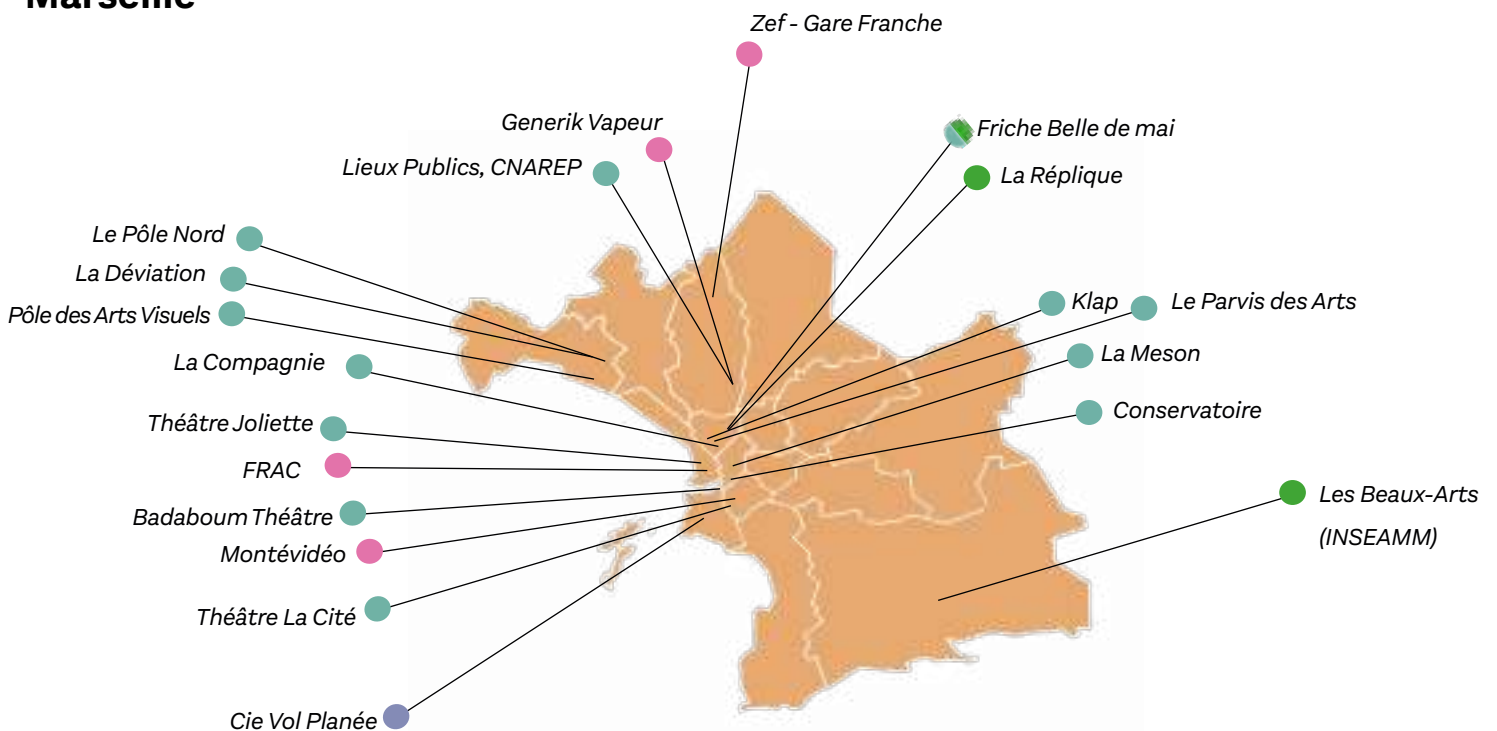 Marseille
Zef - Gare Franche
Generik Vapeur
Friche Belle de mai
Lieux Publics, CNAREP
La Réplique
Le Pôle Nord
La Déviation
Pôle des Arts Visuels
Klap
Le Parvis des Arts
La Compagnie
La Meson
Théâtre Joliette
Conservatoire
FRAC
Les Beaux-Arts
(INSEAMM)
Badaboum Théâtre
Montévidéo
Théâtre La Cité
Cie Vol Planée